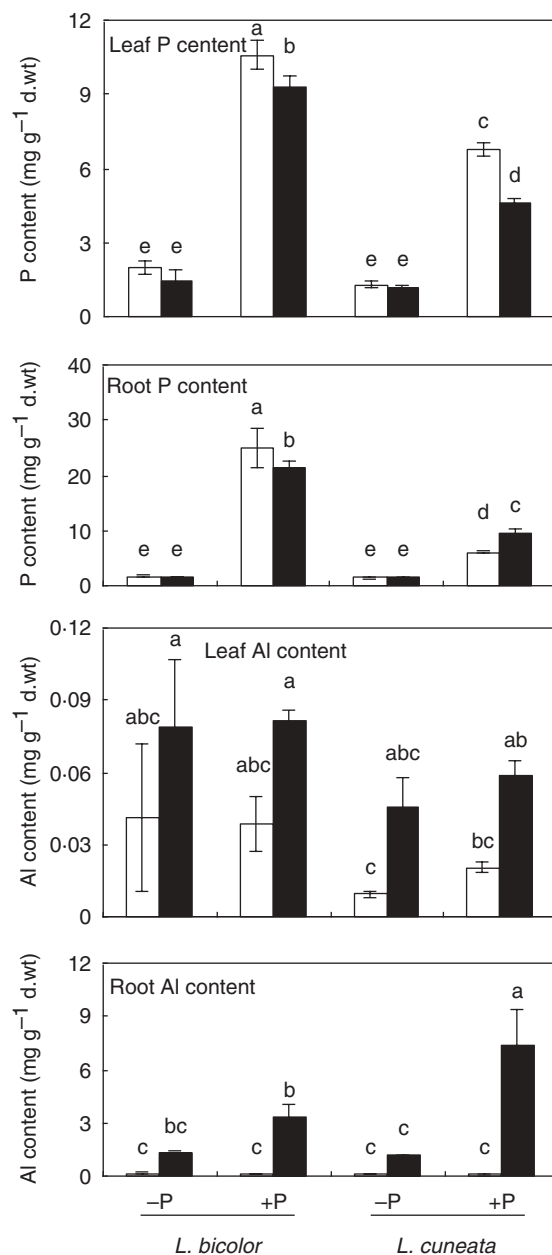 12
Leaf P centent
a
b
9
c
6
d
3
e e
e e
0
P content (mg g⁻¹ d.wt)
40
Root P content
a
30
b
20
d c
10
e e
e e
0
P content (mg g⁻¹ d.wt)
0·12
Leaf Al content
a
a
0·09
abc
ab
abc
abc
0·06
bc
0·03
c
0
Al content (mg g⁻¹ d.wt)
12
Root Al content
a
9
6
b
3
bc
c c c c c
0
Al content (mg g⁻¹ d.wt)
–P +P –P +P
L. bicolor L. cuneata